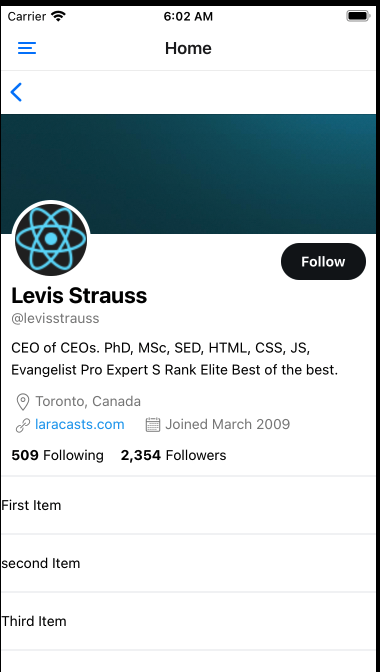 Carrier 6:02 AM
Home
Follow
Levis Strauss
@levisstrauss
CEO of CEOs. PhD, MSc, SED, HTML, CSS, JS,
Evangelist Pro Expert S Rank Elite Best of the best.
Toronto, Canada
laracasts.com Joined March 2009
509 Following 2,354 Followers
First Item
second Item
Third Item